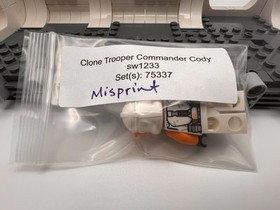 Clone Trooper Commander Cody
sw1233
Set(s): 75337
Misprint